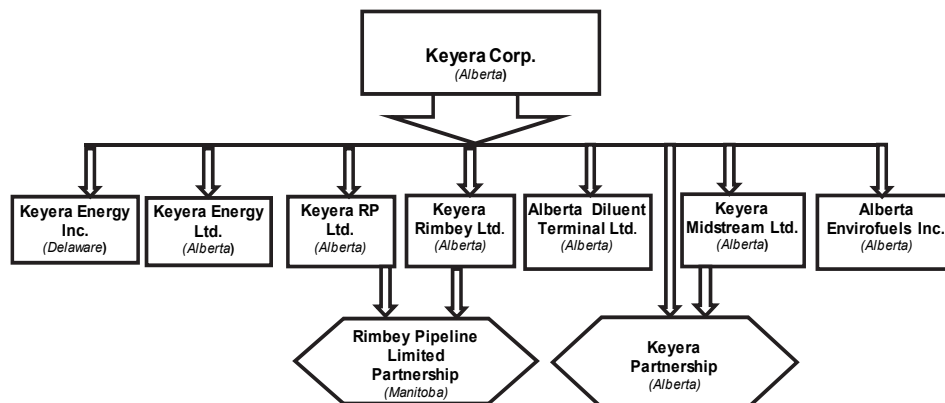 Keyera Corp.
(Alberta)
Keyera Energy
Inc.
(Delaware)
Keyera Energy
Ltd.
(Alberta)
Keyera RP
Ltd.
(Alberta)
Keyera
Rimbey Ltd.
(Alberta)
Alberta Diluent
Terminal Ltd.
(Alberta)
Keyera
Midstream Ltd.
(Alberta)
Alberta
Envirofuels Inc.
(Alberta)
Rimbey Pipeline
Limited
Partnership
(Manitoba)
Keyera
Partnership
(Alberta)